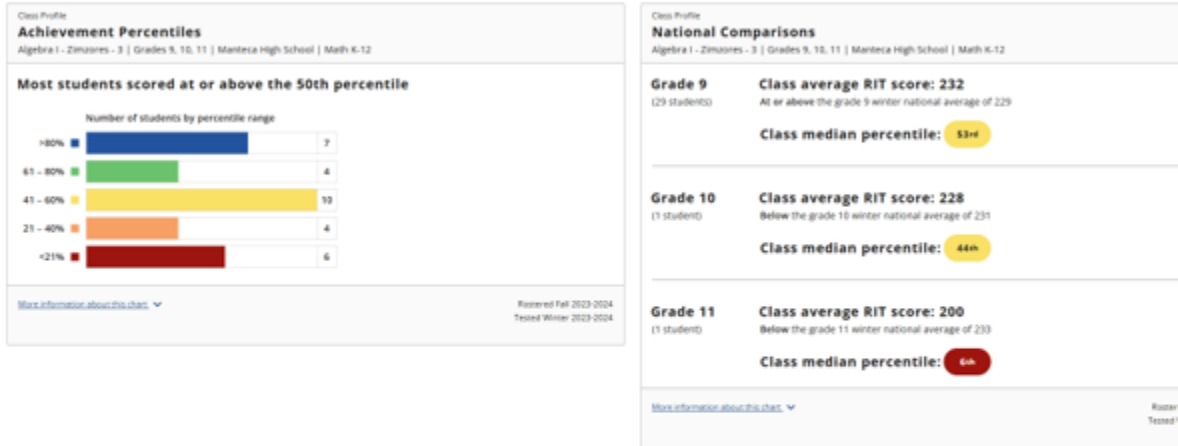 Class Profile
Achievement Percentiles
Algebra I - Zimzores - 3 | Grades 9, 10, 11 | Manteca High School | Math K-12
Most students scored at or above the 50th percentile
Number of students by percentile range
>80% 7
61 – 80% 4
41 – 60% 10
21 – 40% 4
<21% 6
More information about this chart
Rostered Fall 2023-2024
Tested Winter 2023-2024
Class Profile
National Comparisons
Algebra I - Zimzores - 3 | Grades 9, 10, 11 | Manteca High School | Math K-12
Grade 9 Class average RIT score: 232
(29 students) At or above the grade 9 winter national average of 229
Class median percentile: 53rd
Grade 10 Class average RIT score: 228
(1 student) Below the grade 10 winter national average of 231
Class median percentile: 44th
Grade 11 Class average RIT score: 200
(1 student) Below the grade 11 winter national average of 233
Class median percentile: 6th
More information about this chart
Roster
Tested